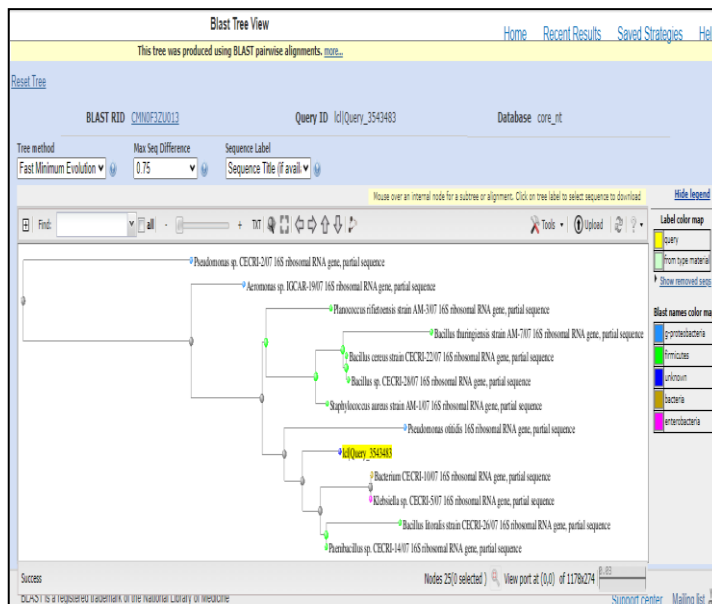 Blast Tree View
Home Recent Results Saved Strategies Hel
This tree was produced using BLAST pairwise alignments. more...
Reset Tree
BLAST RID CMN0F3ZU013 Query ID lcl|Query_3543483 Database core_nt
Tree method Max Seq Difference Sequence Label
Fast Minimum Evolution 0.75 Sequence Title (if avail
Mouse over an internal node for a subtree or alignment. Click on tree label to select sequence to download
Hide legend
Find: all - + TXT Tools Upload ?
Label color map
query
from type material
Show removed seqs
Blast names color ma
g-proteobacteria
firmicutes
unknown
bacteria
enterobacteria
Pseudomonas sp. CECRI-2/07 16S ribosomal RNA gene, partial sequence
Aeromonas sp. IGCAR-19/07 16S ribosomal RNA gene, partial sequence
Planococcus rifietoensis strain AM-3/07 16S ribosomal RNA gene, partial sequence
Bacillus thuringiensis strain AM-7/07 16S ribosomal RNA gene, partial sequence
Bacillus cereus strain CECRI-22/07 16S ribosomal RNA gene, partial sequence
Bacillus sp. CECRI-28/07 16S ribosomal RNA gene, partial sequence
Staphylococcus aureus strain AM-1/07 16S ribosomal RNA gene, partial sequence
Pseudomonas otitidis 16S ribosomal RNA gene, partial sequence
lcl|Query_3543483
Bacterium CECRI-10/07 16S ribosomal RNA gene, partial sequence
Klebsiella sp. CECRI-5/07 16S ribosomal RNA gene, partial sequence
Bacillus litoralis strain CECRI-26/07 16S ribosomal RNA gene, partial sequence
Paenibacillus sp. CECRI-14/07 16S ribosomal RNA gene, partial sequence
Success Nodes 25(0 selected ) View port at (0,0) of 1178x274
BLAST is a registered trademark of the National Library of Medicine
Support center Mailing list